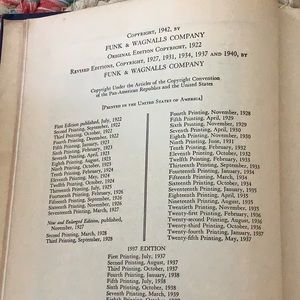 COPYRIGHT, 1942, BY
FUNK & WAGNALLS COMPANY
ORIGINAL EDITION COPYRIGHT, 1922
REVISED EDITIONS, COPYRIGHT, 1927, 1931, 1934, 1937 AND 1940, BY
FUNK & WAGNALLS COMPANY
Copyright Under the Articles of the Copyright Convention
of the Pan-American Republics and the United States
[PRINTED IN THE UNITED STATES OF AMERICA]
First Edition published, July, 1922
Second Printing, September, 1922
Third Printing, October, 1922
Fourth Printing, December, 1922
Sixth Printing, February, 1923
Seventh Printing, April, 1923
Eighth Printing, August, 1923
Ninth Printing, October, 1923
Tenth Printing, February, 1924
Eleventh Printing, May, 1924
Twelfth Printing, October, 1924
Thirteenth Printing, July, 1925
Fourteenth Printing, February, 1926
Fifteenth Printing, September, 1926
Sixteenth Printing, November, 1926
Seventeenth Printing, March, 1927
New and Enlarged Edition, published,
November, 1927
Second Printing, March, 1928
Third Printing, September, 1928
Fourth Printing, November, 1928
Fifth Printing, April, 1929
Sixth Printing, November, 1929
Seventh Printing, April, 1930
Eighth Printing, November, 1930
Ninth Printing, June, 1931
Tenth Printing, February, 1932
Eleventh Printing, October, 1932
Twelfth Printing, February, 1933
Thirteenth Printing, September, 1933
Fourteenth Printing, January, 1934
Fifteenth Printing, March, 1934
Sixteenth Printing, October, 1934
Seventeenth Printing, January, 1935
Eighteenth Printing, August, 1935
Nineteenth Printing, November, 1935
Twentieth Printing, December, 1935
Twenty-first Printing, February, 1936
Twenty-second Printing, August, 1936
Twenty-third Printing, October, 1936
Twenty-fourth Printing, January, 1937
Twenty-fifth Printing, May, 1937
1937 EDITION
First Printing, July, 1937
Second Printing, August, 1937
Third Printing, October, 1937
Fourth Printing, January, 1938
Fifth Printing, July, 1938
Sixth Printing, October, 1938
Seventh Printing, March, 1939